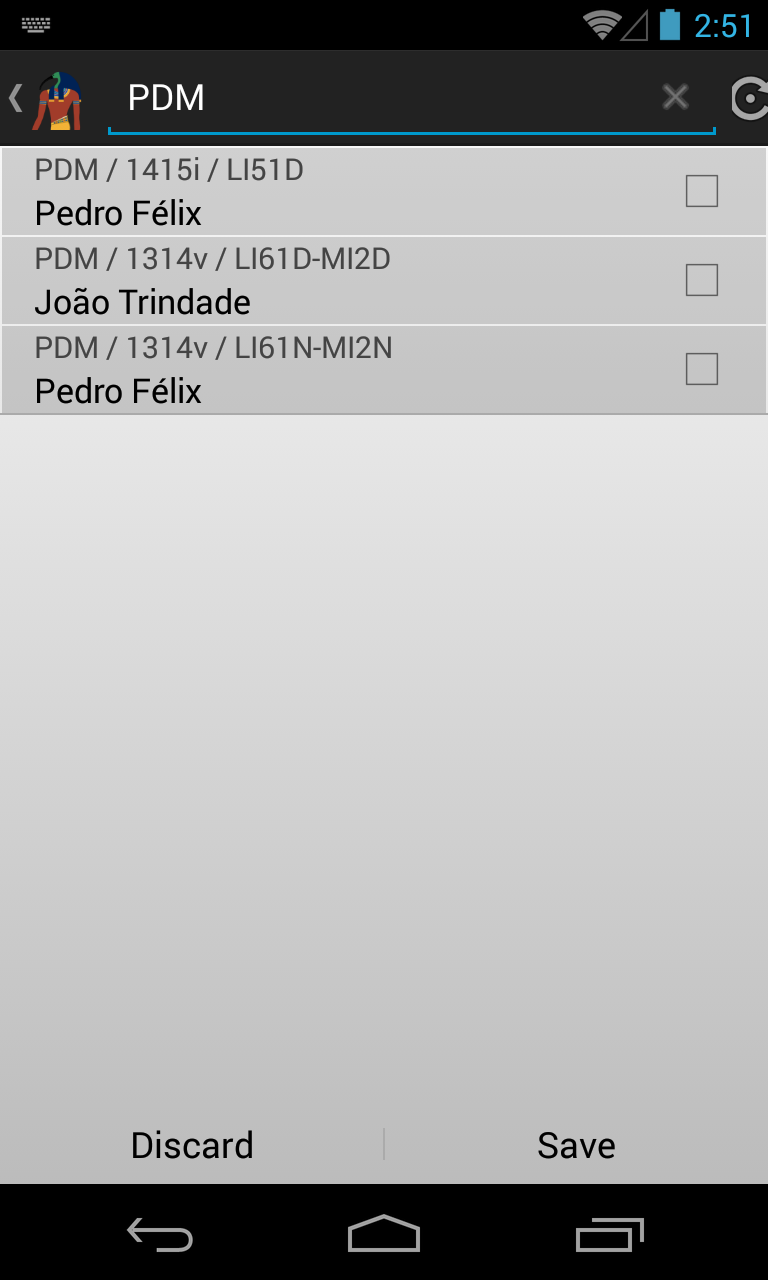 2:51
PDM
PDM / 1415i / LI51D
Pedro Félix
PDM / 1314v / LI61D-MI2D
João Trindade
PDM / 1314v / LI61N-MI2N
Pedro Félix
Discard
Save